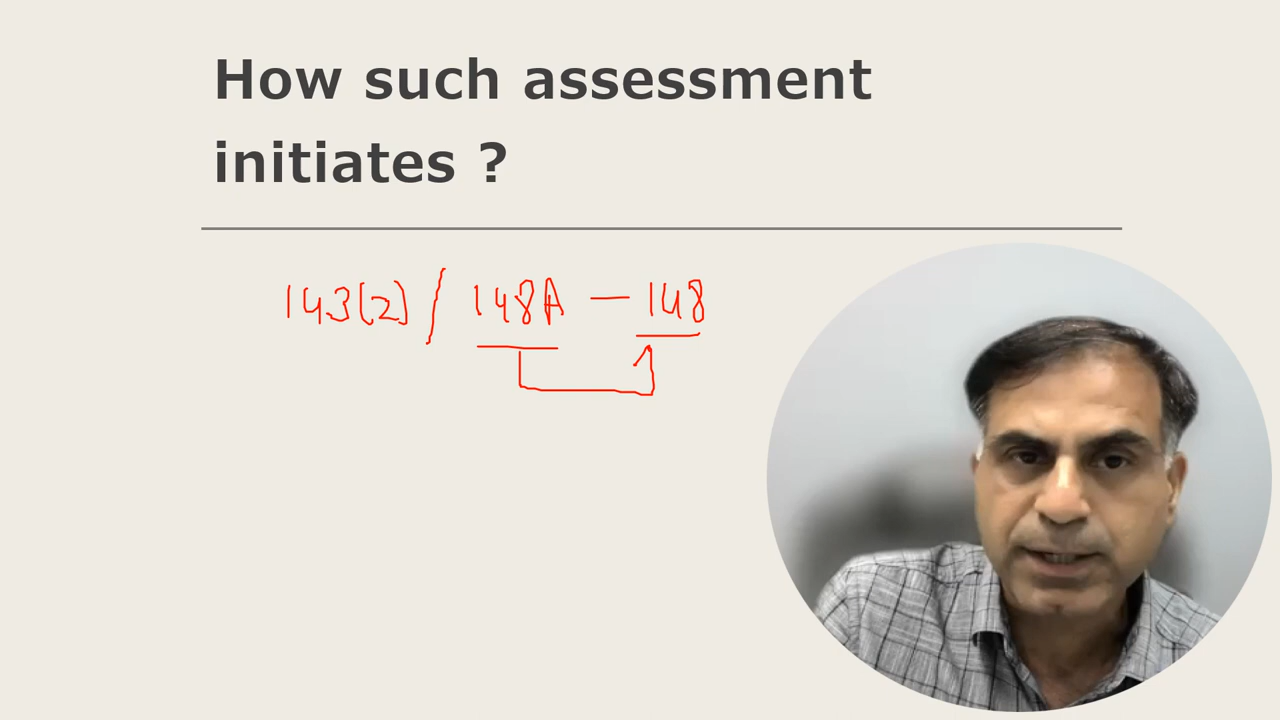 How such assessment
initiates ?
143(2) / 148A — 148